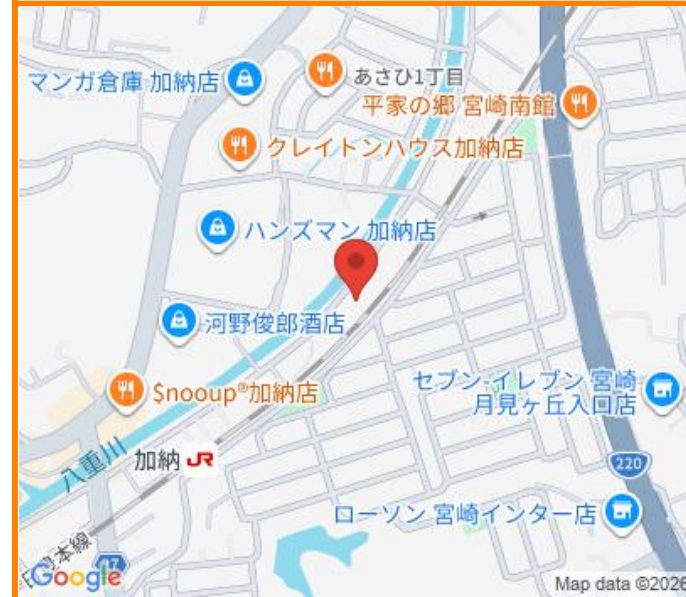 マンガ倉庫 加納店
あさひ1丁目
平家の郷 宮崎南館
クレイトンハウス加納店
ハンズマン 加納店
河野俊郎酒店
$nooup®加納店
セブン-イレブン 宮崎
月見ヶ丘入口店
八重川
加納 JR
220
ローソン 宮崎インター店
本線
Google
Map data ©2026